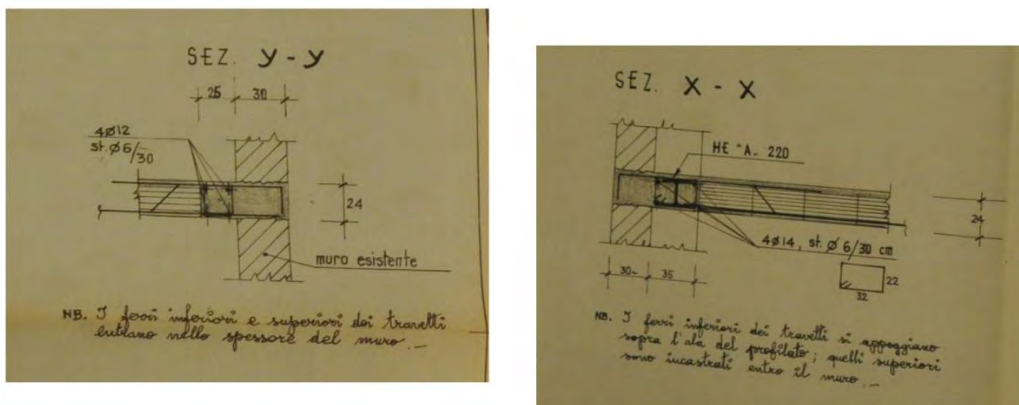 SEZ. Y-Y
25 30
4Ø12
st. Ø6/30
24
muro esistente
NB. I ferri inferiori e superiori dei travetti
entrano nello spessore del muro.-
SEZ. X-X
HE "A" 220
24
4Ø14, st. Ø 6/30 cm
30 35
22
32
NB. I ferri inferiori dei travetti si appoggiano
sopra l'ala del profilato; quelli superiori
sono incastrati entro il muro.-